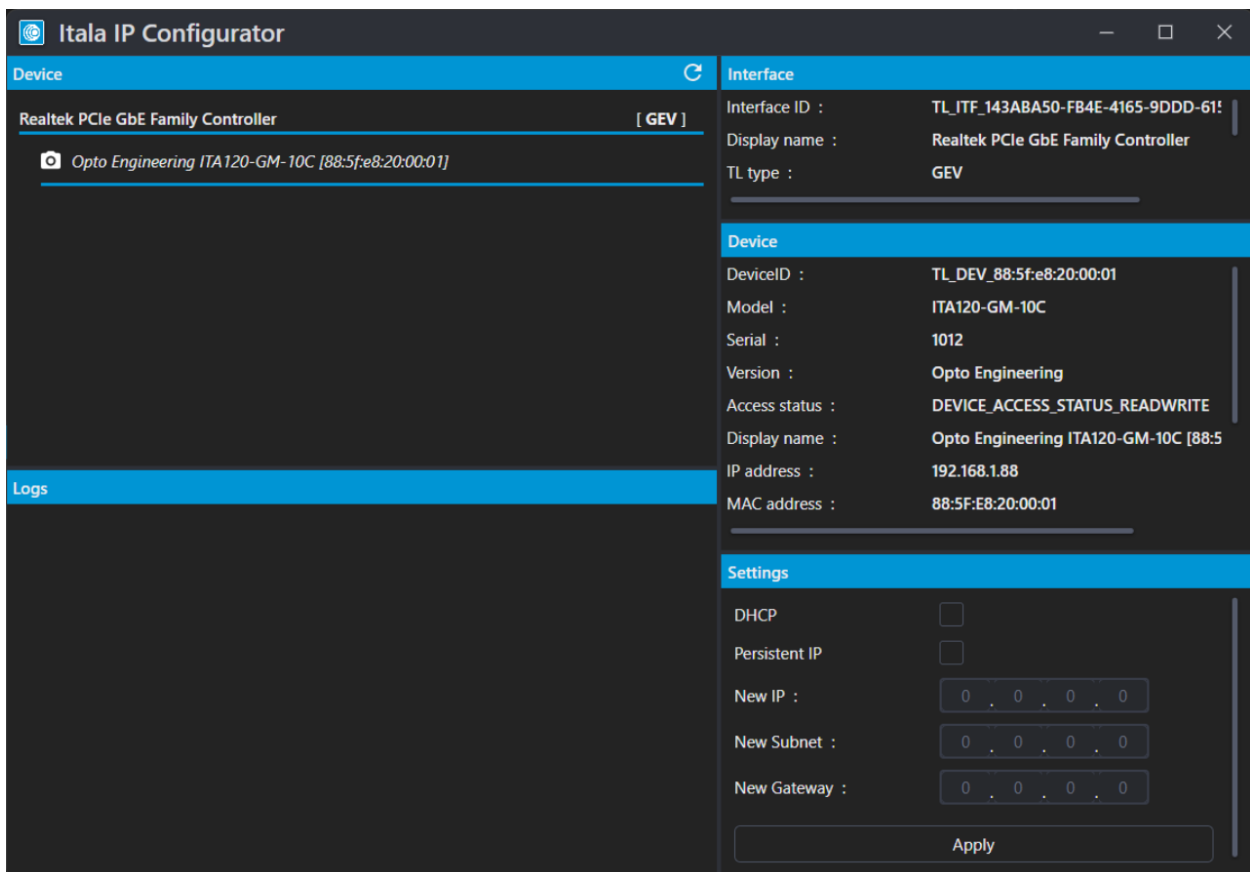 Itala IP Configurator
Device
Realtek PCIe GbE Family Controller [ GEV ]
Opto Engineering ITA120-GM-10C [88:5f:e8:20:00:01]
Logs
Interface
Interface ID : TL_ITF_143ABA50-FB4E-4165-9DDD-615
Display name : Realtek PCIe GbE Family Controller
TL type : GEV
Device
DeviceID : TL_DEV_88:5f:e8:20:00:01
Model : ITA120-GM-10C
Serial : 1012
Version : Opto Engineering
Access status : DEVICE_ACCESS_STATUS_READWRITE
Display name : Opto Engineering ITA120-GM-10C [88:5
IP address : 192.168.1.88
MAC address : 88:5F:E8:20:00:01
Settings
DHCP
Persistent IP
New IP : 0 . 0 . 0 . 0
New Subnet : 0 . 0 . 0 . 0
New Gateway : 0 . 0 . 0 . 0
Apply